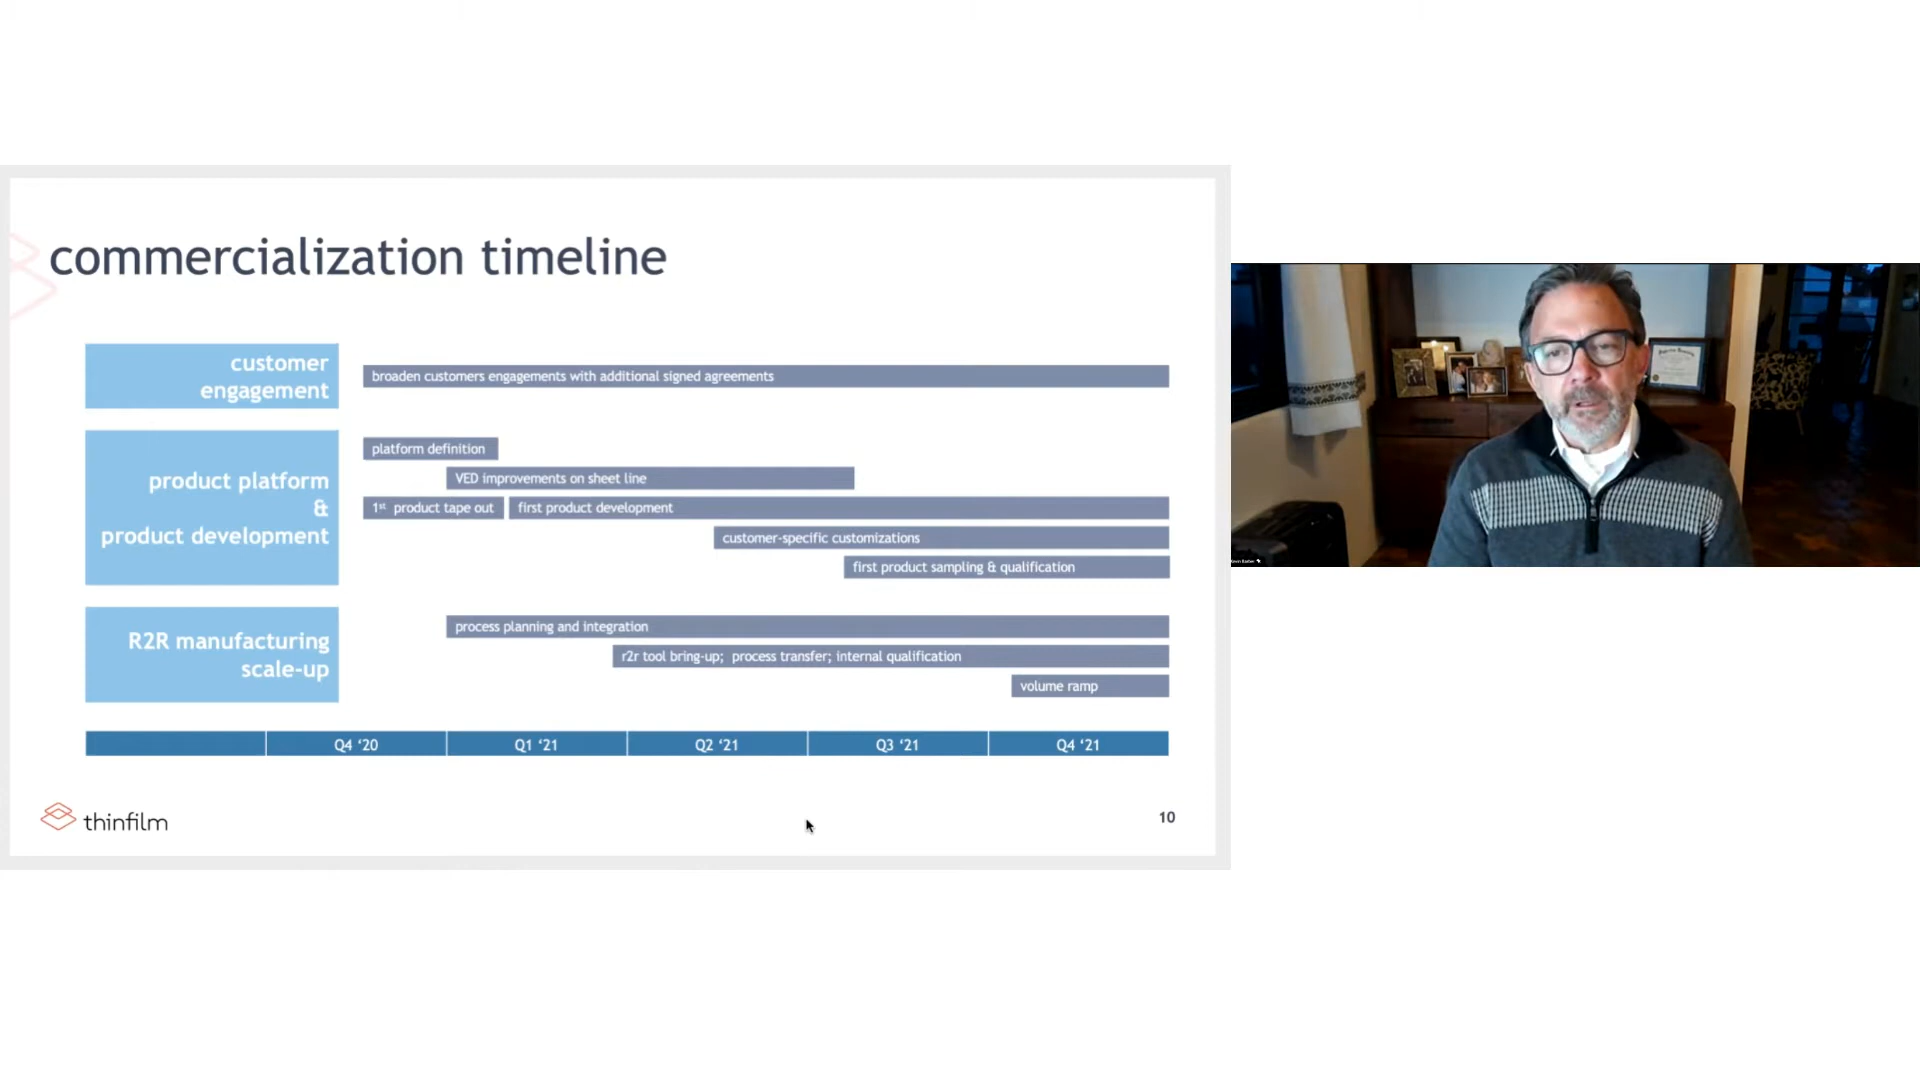 commercialization timeline
customer
engagement
broaden customers engagements with additional signed agreements
product platform
&
product development
platform definition
VED improvements on sheet line
1st product tape out
first product development
customer-specific customizations
first product sampling & qualification
R2R manufacturing
scale-up
process planning and integration
r2r tool bring-up; process transfer; internal qualification
volume ramp
Q4 ‘20
Q1 ‘21
Q2 ‘21
Q3 ‘21
Q4 ‘21
thinfilm
10